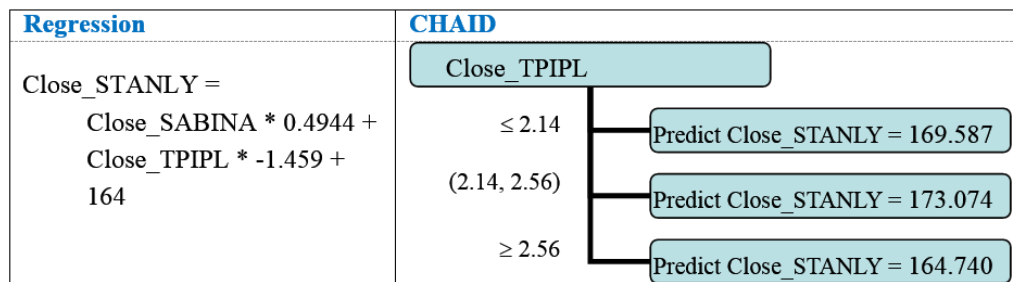 Regression
CHAID
Close_STANLY =
Close_SABINA * 0.4944 +
Close_TPIPL * -1.459 +
164
Close_TPIPL
≤ 2.14
Predict Close_STANLY = 169.587
(2.14, 2.56)
Predict Close_STANLY = 173.074
≥ 2.56
Predict Close_STANLY = 164.740